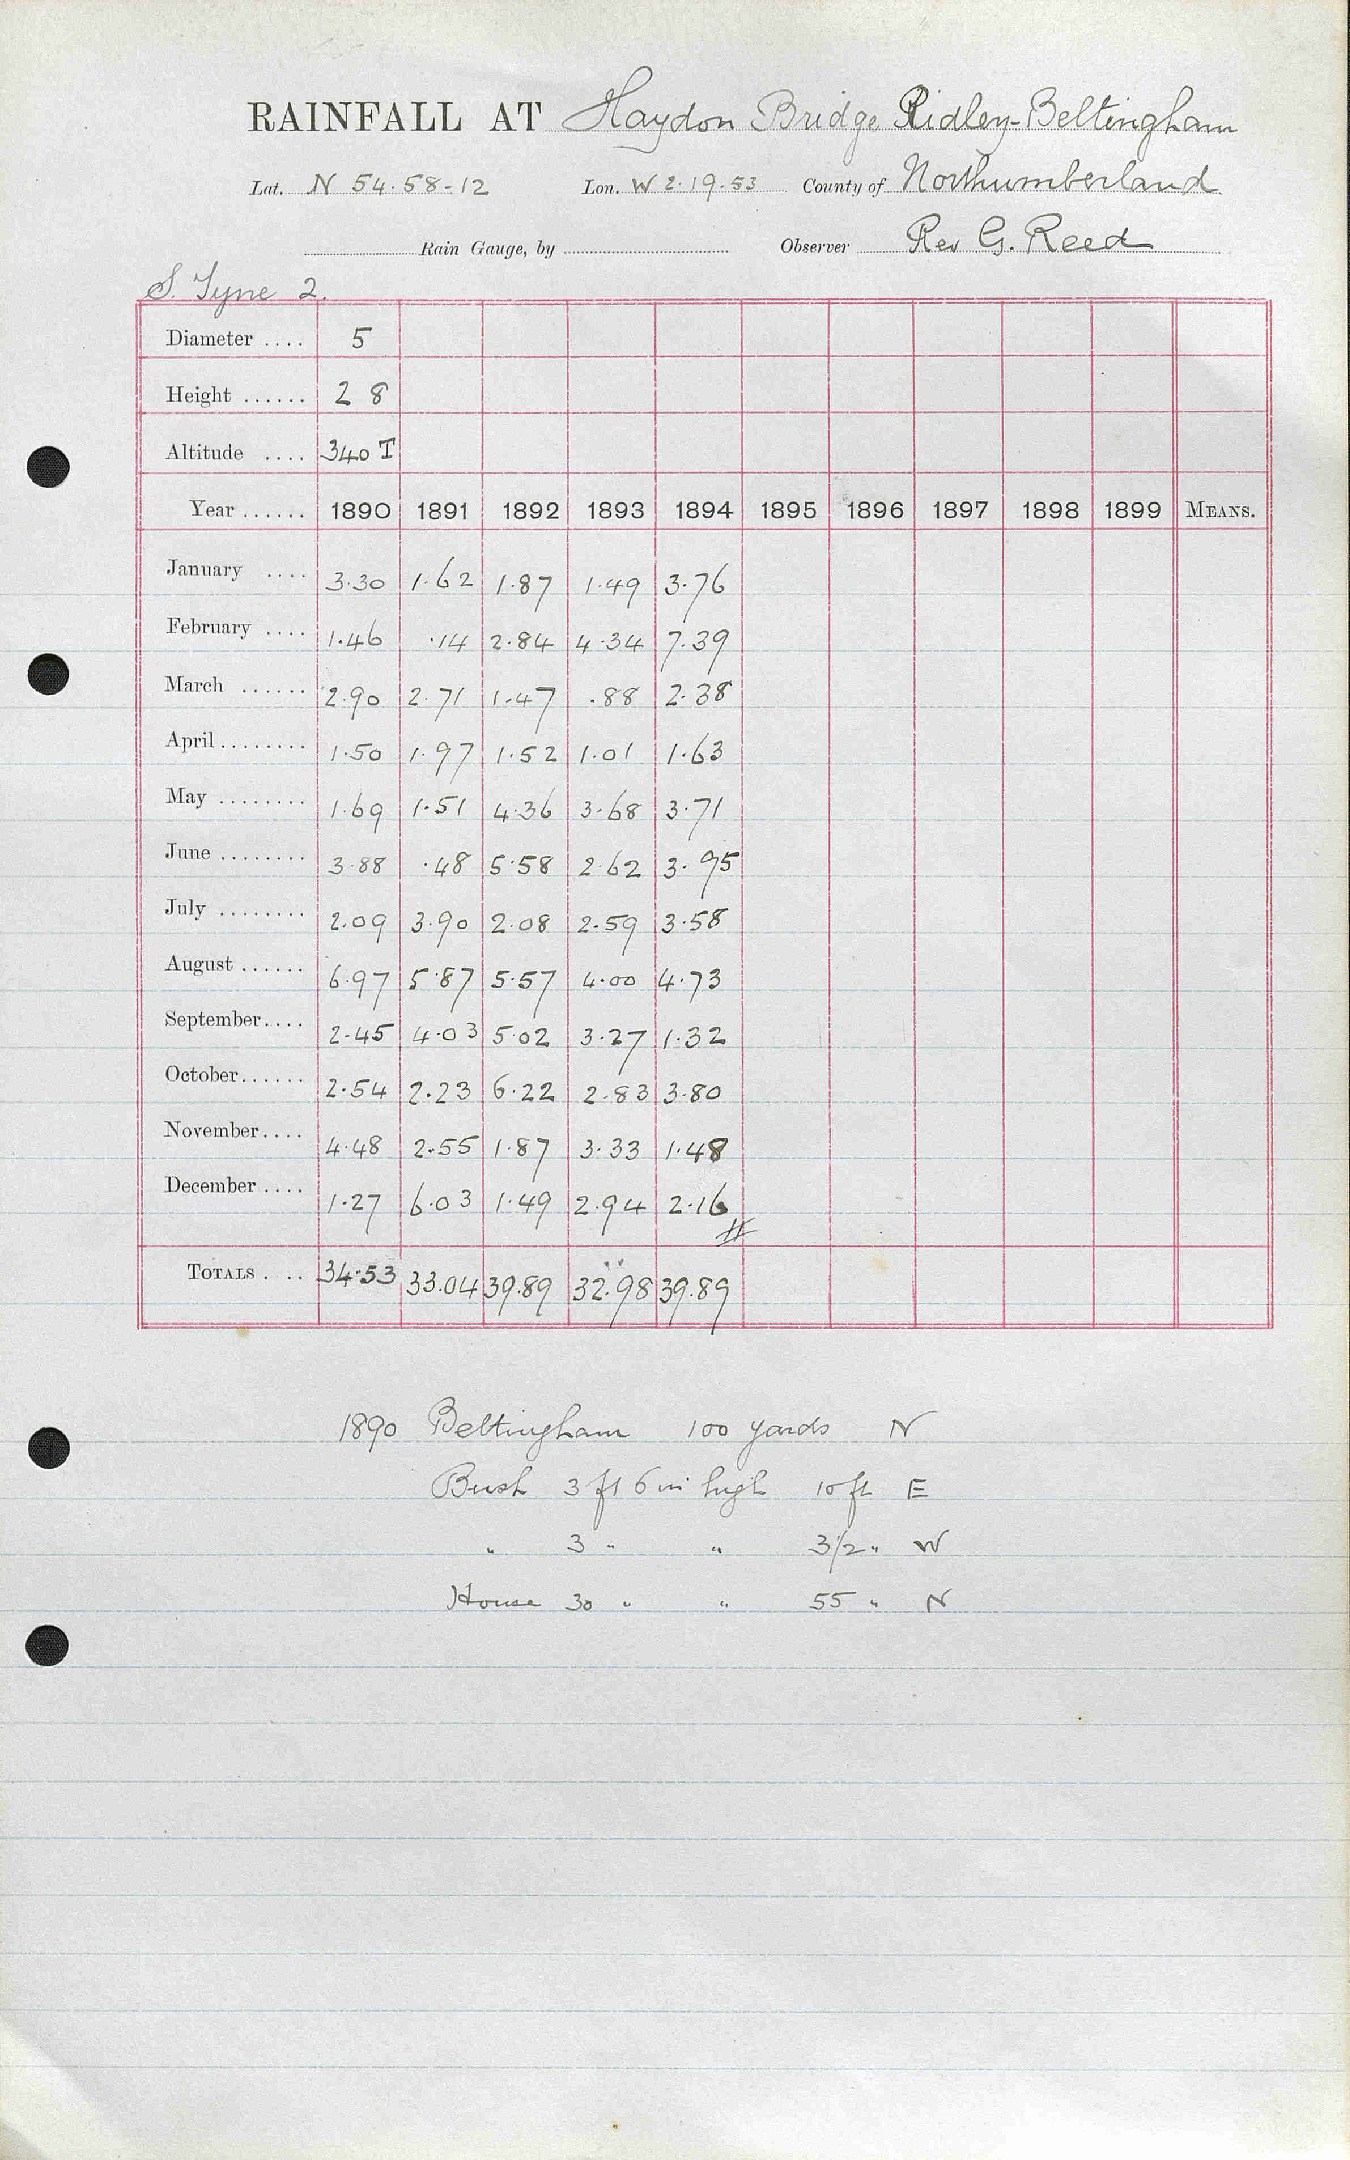 RAINFALL AT Haydon Bridge Ridley-Beltingham
Lat. N 54.58-12 Lon. W 2.19.53 County of Northumberland
Rain Gauge, by Observer Rev G. Reed
S. Tyne 2.
Diameter .... 5
Height ...... 2 8
Altitude .... 340 T
Year ...... 1890 1891 1892 1893 1894 1895 1896 1897 1898 1899 MEANS.
January .... 3.30 1.62 1.87 1.49 3.76
February .... 1.46 .14 2.84 4.34 7.39
March ...... 2.90 2.71 1.47 .88 2.38
April ........ 1.50 1.97 1.52 1.01 1.63
May ........ 1.69 1.51 4.36 3.68 3.71
June ........ 3.88 .48 5.58 2.62 3.95
July ........ 2.09 3.90 2.08 2.59 3.58
August ...... 6.97 5.87 5.57 4.00 4.73
September .... 2.45 4.03 5.02 3.27 1.32
October ...... 2.54 2.23 6.22 2.83 3.80
November .... 4.48 2.55 1.87 3.33 1.48
December .... 1.27 6.03 1.49 2.94 2.16
TOTALS .... 34.53 33.04 39.89 32.98 39.89
1890 Beltingham 100 yards N
Bush 3 ft 6 in high 10 ft E
" 3 " " 3 1/2 " W
House 30 " " 55 " N